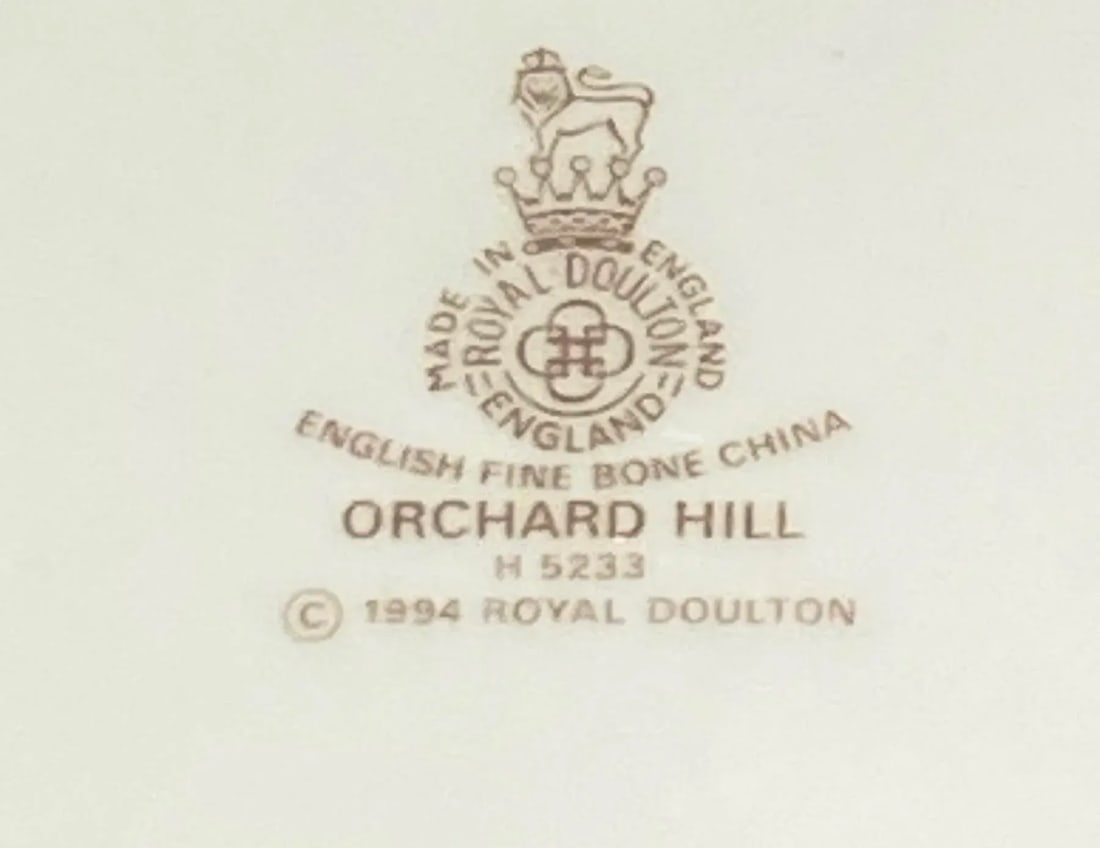 MADE IN ENGLAND
ROYAL DOULTON
ENGLAND
ENGLISH FINE BONE CHINA
ORCHARD HILL
H 5233
© 1994 ROYAL DOULTON